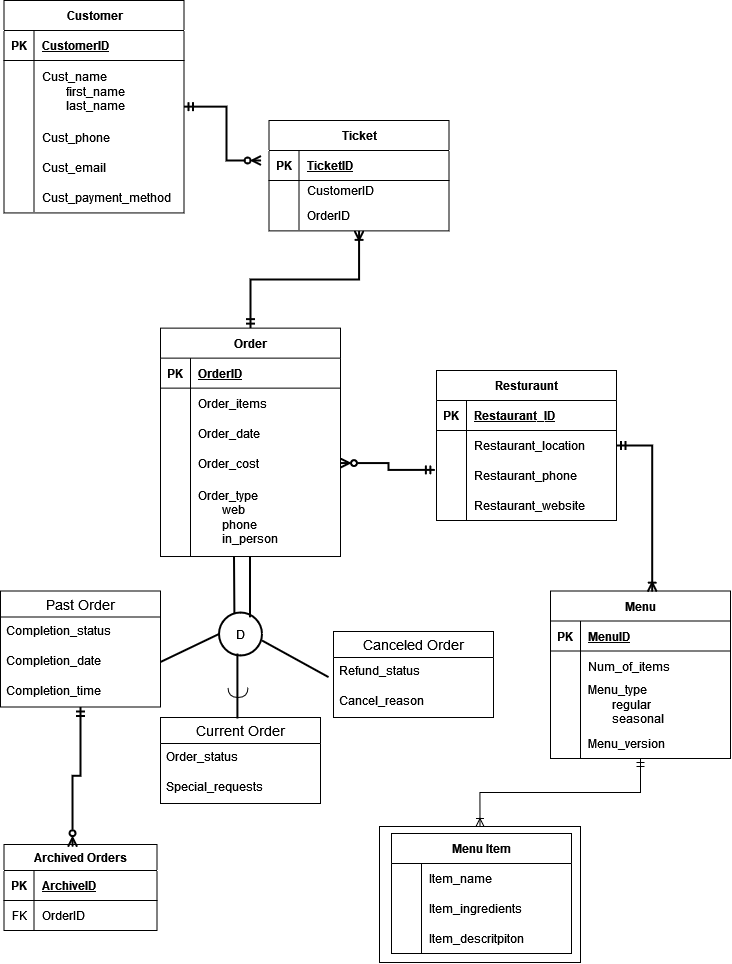 Customer
PK CustomerID
Cust_name
first_name
last_name
Cust_phone
Cust_email
Cust_payment_method
Ticket
PK TicketID
CustomerID
OrderID
Order
PK OrderID
Order_items
Order_date
Order_cost
Order_type
web
phone
in_person
Resturaunt
PK Restaurant_ID
Restaurant_location
Restaurant_phone
Restaurant_website
D
Past Order
Completion_status
Completion_date
Completion_time
Canceled Order
Refund_status
Cancel_reason
Current Order
Order_status
Special_requests
Menu
PK MenuID
Num_of_items
Menu_type
regular
seasonal
Menu_version
Archived Orders
PK ArchiveID
FK OrderID
Menu Item
Item_name
Item_ingredients
Item_descritpiton